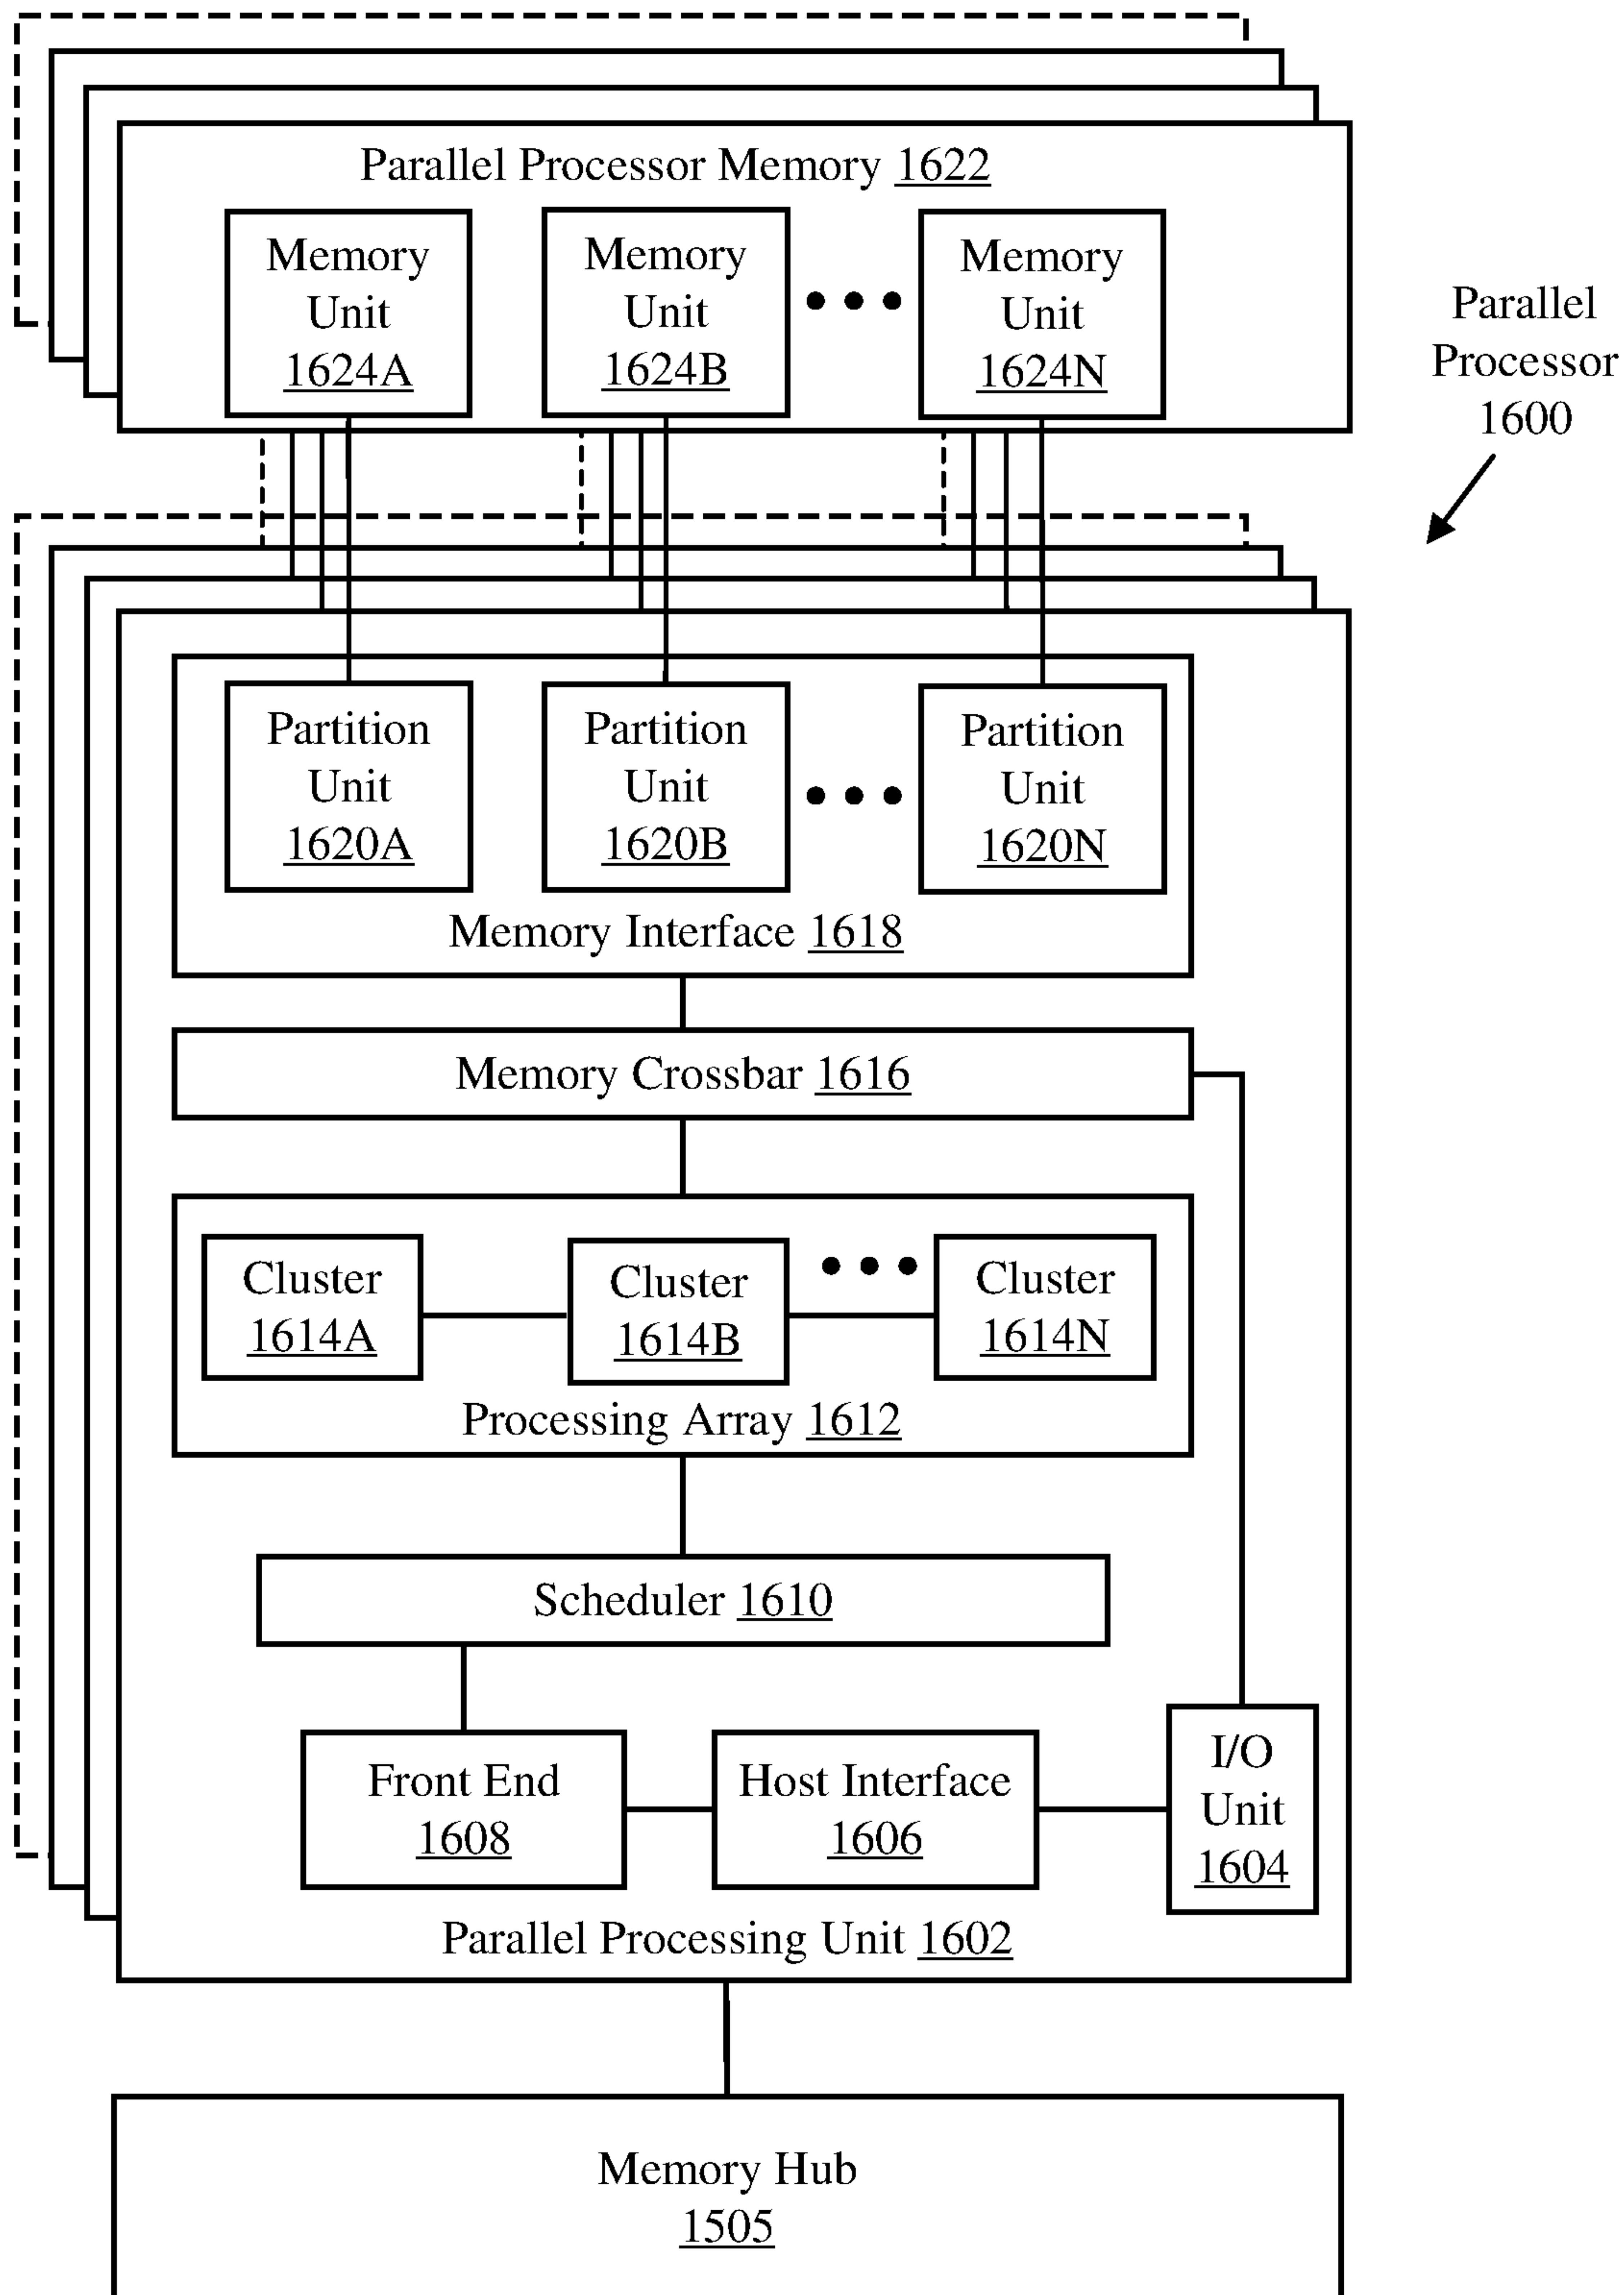 Parallel Processor Memory 1622
Memory
Unit
1624A
Memory
Unit
1624B
Memory
Unit
1624N
Parallel
Processor
1600
Partition
Unit
1620A
Partition
Unit
1620B
Partition
Unit
1620N
Memory Interface 1618
Memory Crossbar 1616
Cluster
1614A
Cluster
1614B
Cluster
1614N
Processing Array 1612
Scheduler 1610
Front End
1608
Host Interface
1606
I/O
Unit
1604
Parallel Processing Unit 1602
Memory Hub
1505